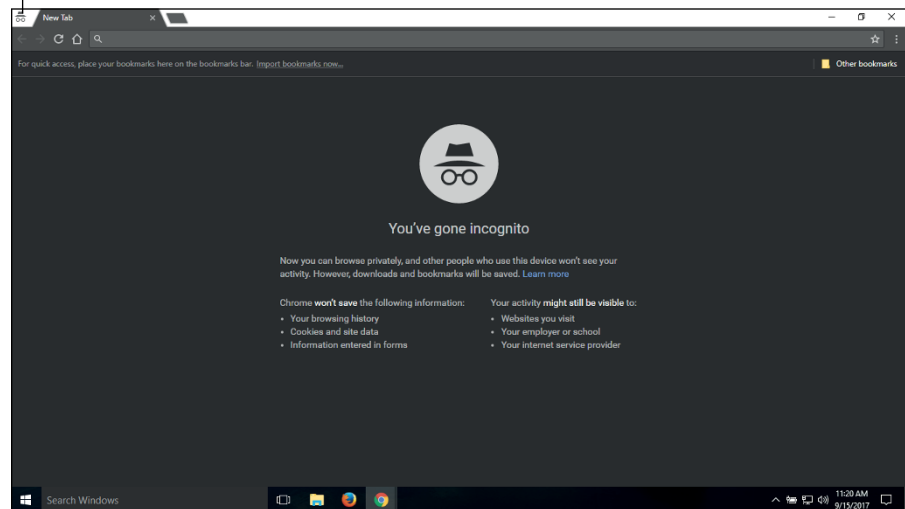 New Tab
For quick access, place your bookmarks here on the bookmarks bar. Import bookmarks now...
Other bookmarks
You've gone incognito
Now you can browse privately, and other people who use this device won't see your
activity. However, downloads and bookmarks will be saved. Learn more
Chrome won't save the following information:
• Your browsing history
• Cookies and site data
• Information entered in forms
Your activity might still be visible to:
• Websites you visit
• Your employer or school
• Your internet service provider
Search Windows
11:20 AM
9/15/2017